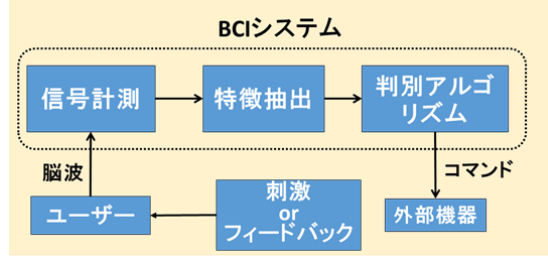 BCIシステム
信号計測
特徴抽出
判別アルゴ
リズム
脳波
コマンド
ユーザー
刺激
or
フィードバック
外部機器